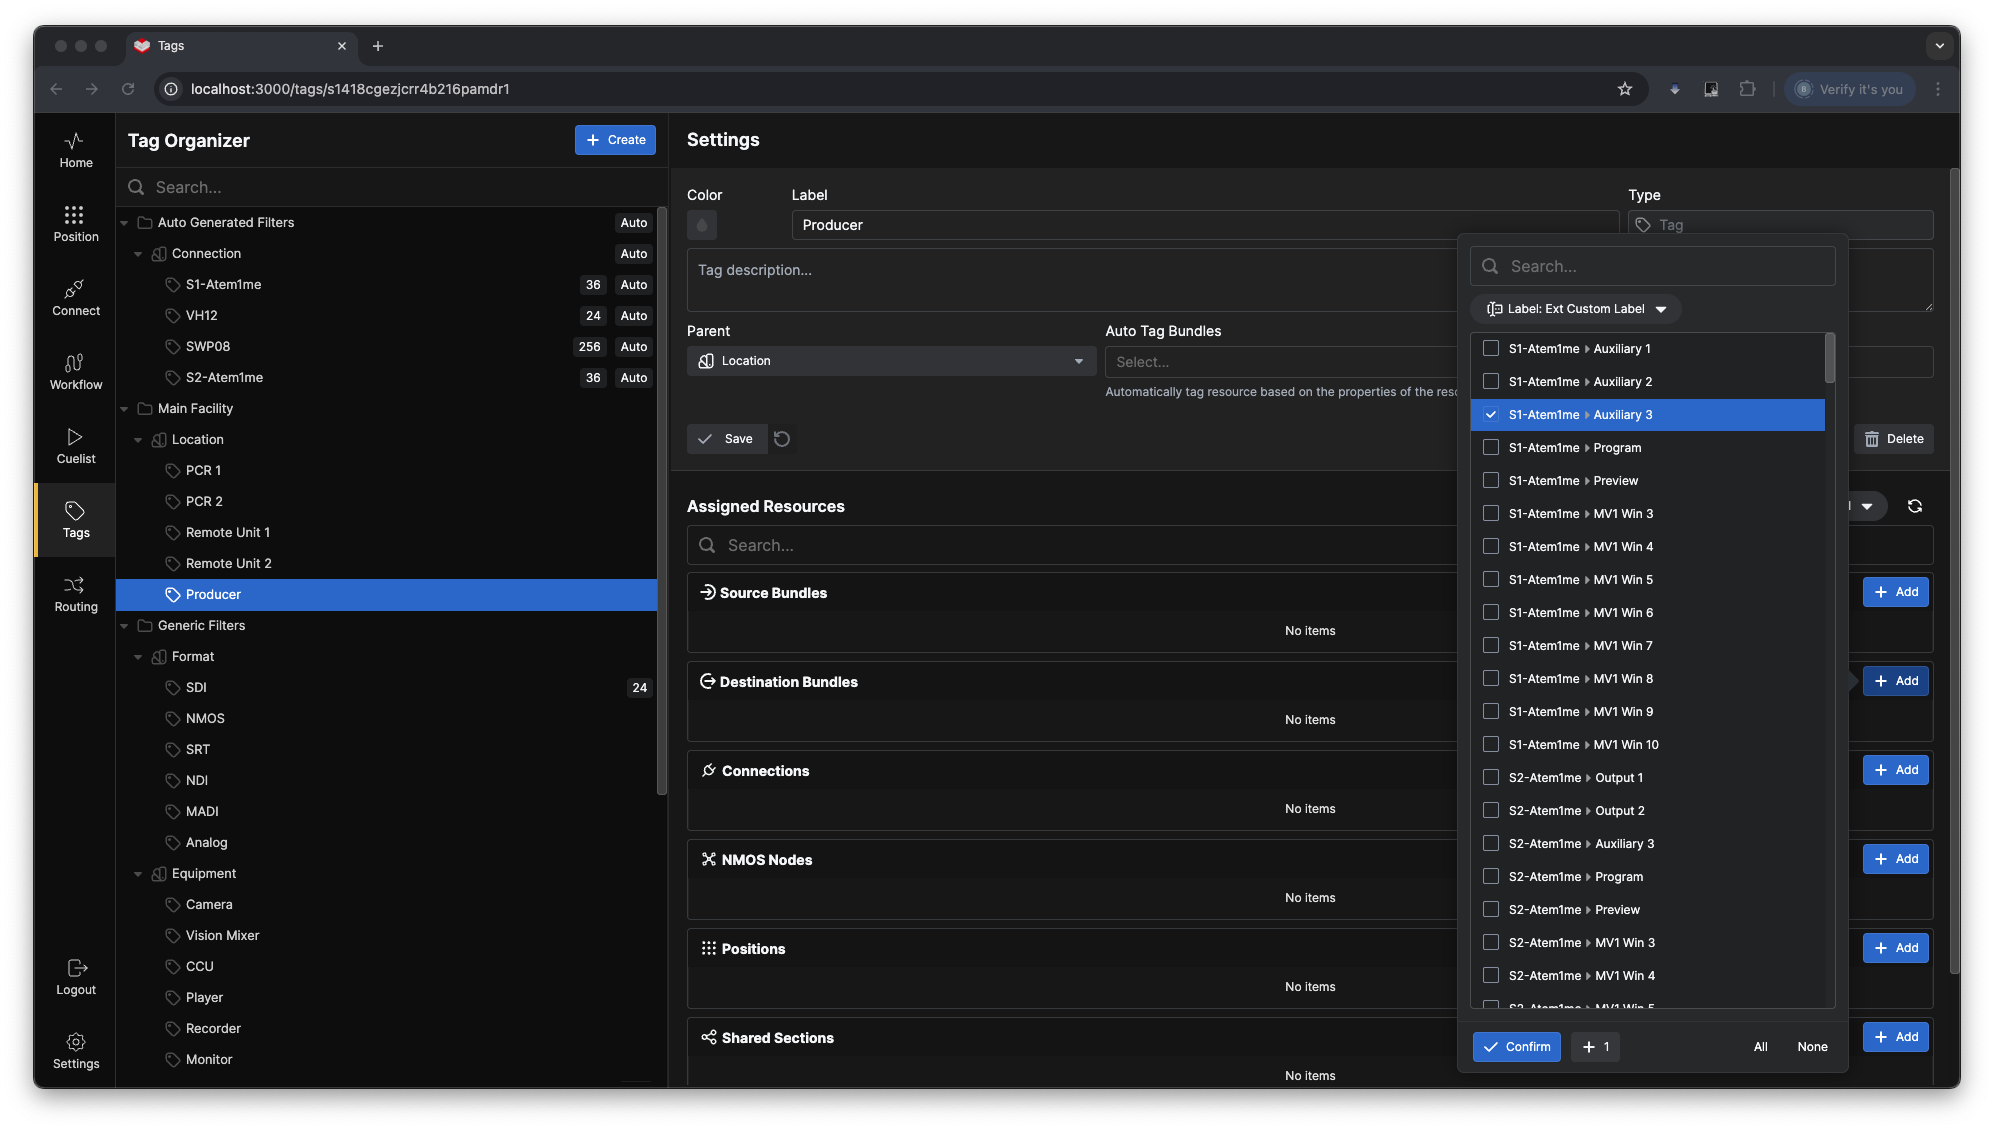 Tags
localhost:3000/tags/s1418cgezjcrr4b216pamdr1
Verify it's you
Home
Position
Connect
Workflow
Cuelist
Tags
Routing
Logout
Settings
Tag Organizer
Create
Search...
Auto Generated Filters Auto
Connection Auto
S1-Atem1me 36 Auto
VH12 24 Auto
SWP08 256 Auto
S2-Atem1me 36 Auto
Main Facility
Location
PCR 1
PCR 2
Remote Unit 1
Remote Unit 2
Producer
Generic Filters
Format
SDI 24
NMOS
SRT
NDI
MADI
Analog
Equipment
Camera
Vision Mixer
CCU
Player
Recorder
Monitor
Settings
Color Label Type
Producer Tag
Tag description...
Parent Auto Tag Bundles
Location Select...
Automatically tag resource based on the properties of the
Save Delete
Assigned Resources
Search...
Source Bundles Add
No items
Destination Bundles Add
No items
Connections Add
No items
NMOS Nodes Add
No items
Positions Add
No items
Shared Sections Add
No items
Search...
Label: Ext Custom Label
S1-Atem1me Auxiliary 1
S1-Atem1me Auxiliary 2
S1-Atem1me Auxiliary 3
S1-Atem1me Program
S1-Atem1me Preview
S1-Atem1me MV1 Win 3
S1-Atem1me MV1 Win 4
S1-Atem1me MV1 Win 5
S1-Atem1me MV1 Win 6
S1-Atem1me MV1 Win 7
S1-Atem1me MV1 Win 8
S1-Atem1me MV1 Win 9
S1-Atem1me MV1 Win 10
S2-Atem1me Output 1
S2-Atem1me Output 2
S2-Atem1me Auxiliary 3
S2-Atem1me Program
S2-Atem1me Preview
S2-Atem1me MV1 Win 3
S2-Atem1me MV1 Win 4
S2-Atem1me MV1 Win 5
Confirm + 1 All None